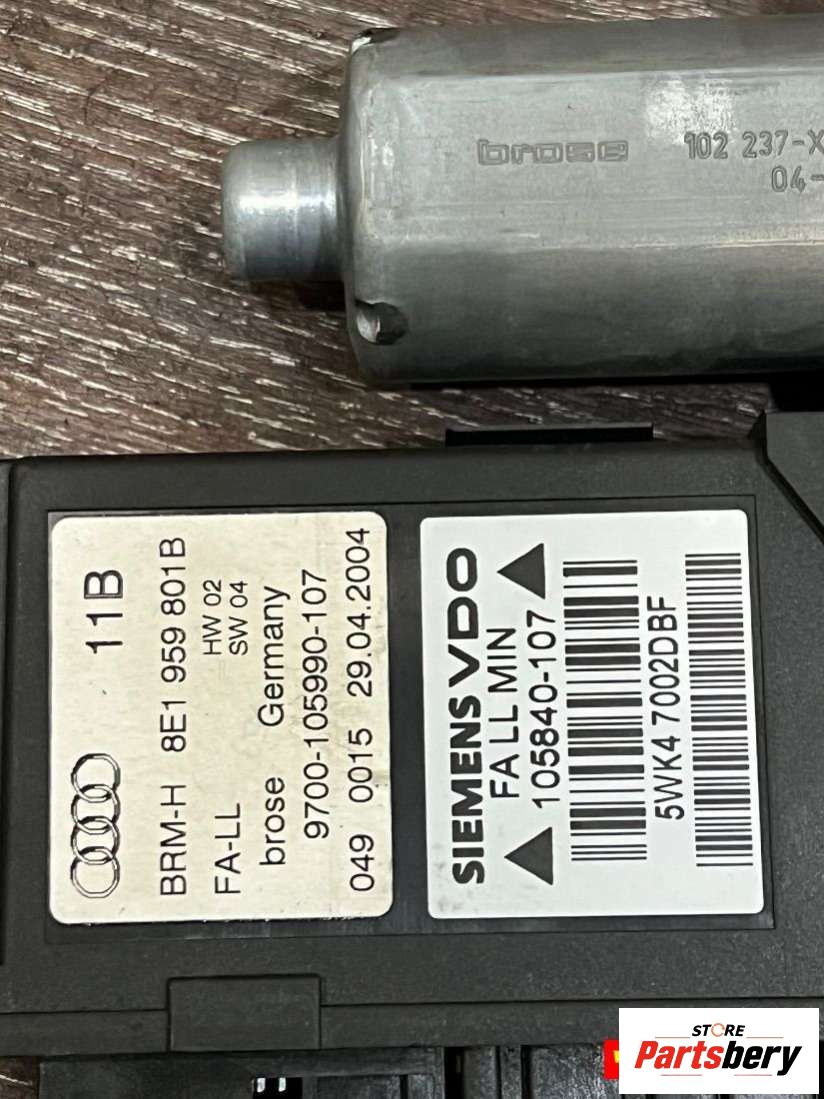 brose 102 237-X
04-
11B
BRM-H 8E1 959 801B
HW 02
FA-LL SW 04
brose Germany
9700-105990-107
049 0015 29.04.2004
SIEMENS VDO
FA LL MIN
105840-107
5WK4 7002DBF
STORE
Partsbery